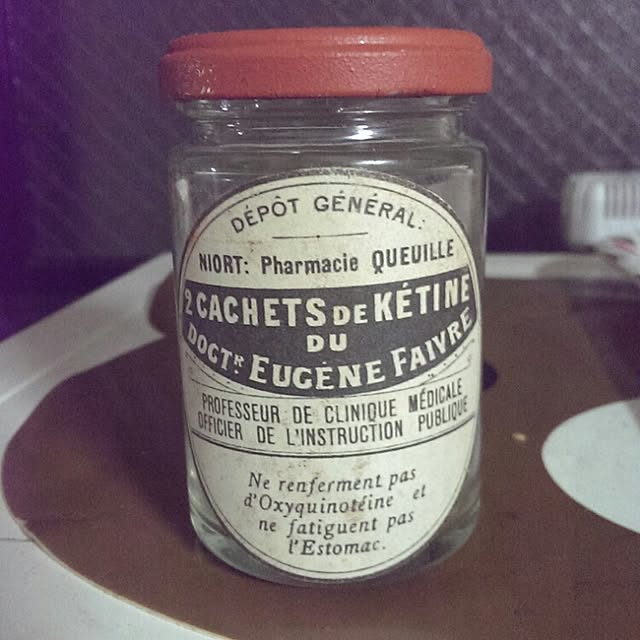 DÉPÔT GÉNÉRAL:
NIORT: Pharmacie QUEUILLE
2 CACHETS DE KÉTINE
DU
DOCTR EUGÈNE FAIVRE
PROFESSEUR DE CLINIQUE MÉDICALE
OFFICIER DE L'INSTRUCTION PUBLIQUE
Ne renferment pas
d'Oxyquinotéine et
ne fatiguent pas
l'Estomac.